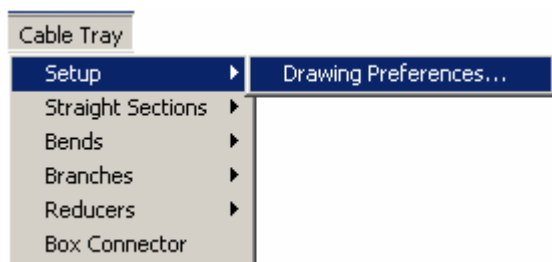 Cable Tray
Setup
Drawing Preferences...
Straight Sections
Bends
Branches
Reducers
Box Connector